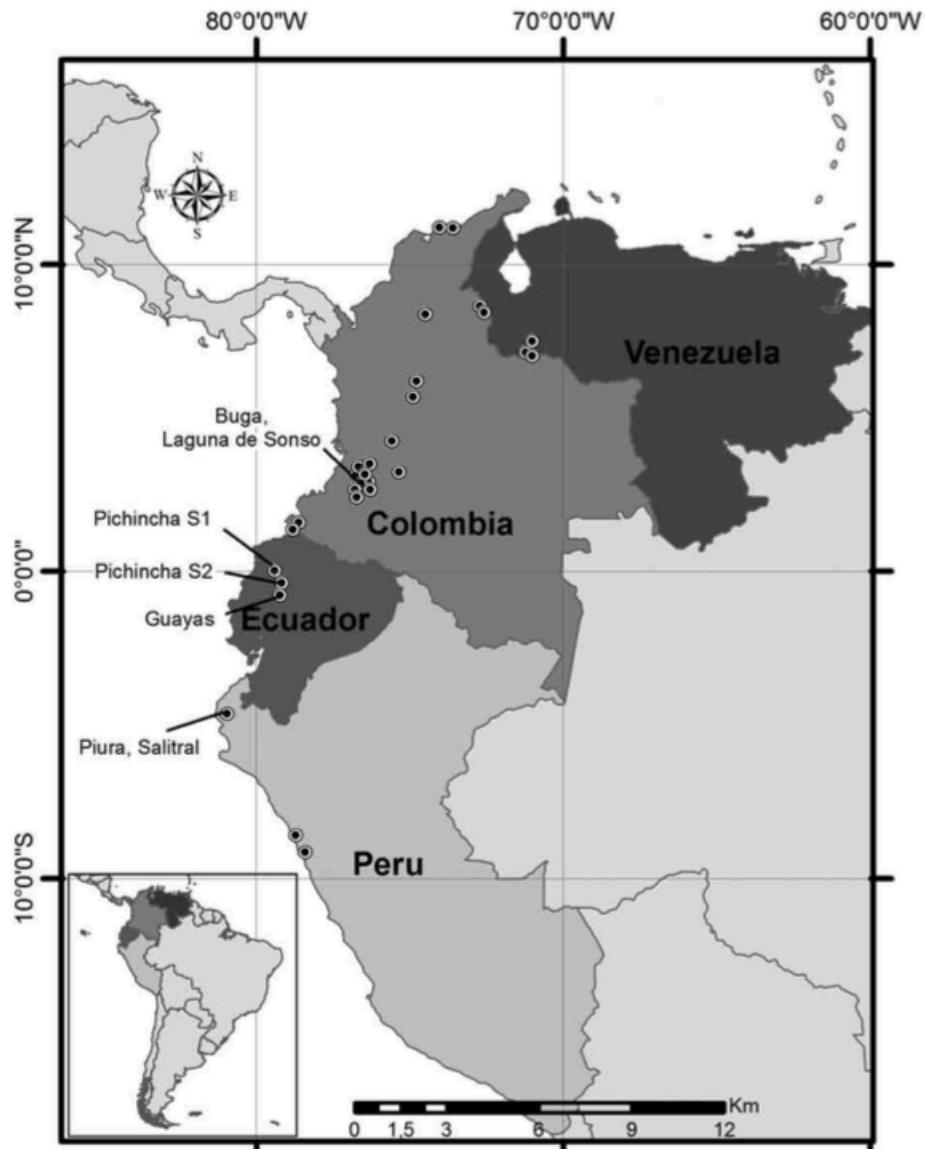 80°0'0"W 70°0'0"W 60°0'0"W
N
W E
S
10°0'0"N
Venezuela
Buga,
Laguna de Sonso
Colombia
Pichincha S1
Pichincha S2
0°0'0"
Guayas
Ecuador
Piura, Salitral
Peru
10°0'0"S
Km
0 1,5 3 6 9 12